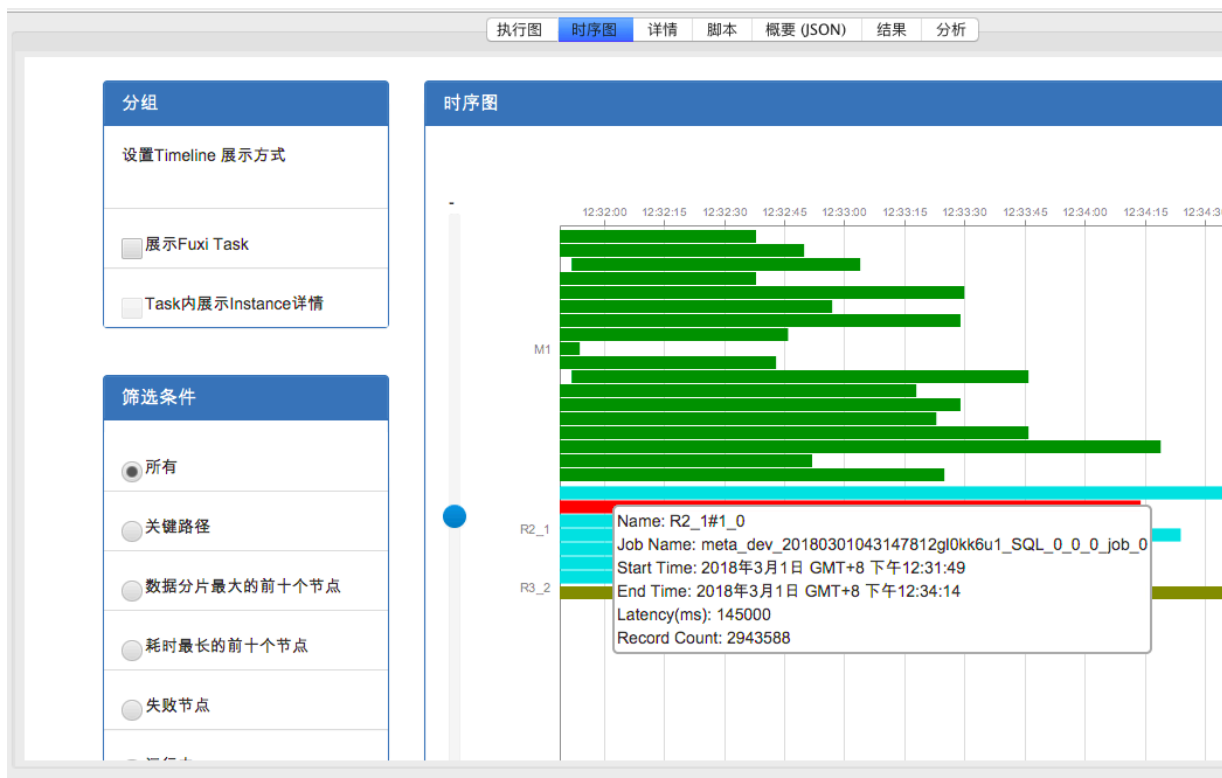 执行图 时序图 详情 脚本 概要 (JSON) 结果 分析
分组
设置Timeline 展示方式
展示Fuxi Task
Task内展示Instance详情
筛选条件
所有
关键路径
数据分片最大的前十个节点
耗时最长的前十个节点
失败节点
时序图
-
12:32:00 12:32:15 12:32:30 12:32:45 12:33:00 12:33:15 12:33:30 12:33:45 12:34:00 12:34:15
M1
R2_1
R3_2
Name: R2_1#1_0
Job Name: meta_dev_20180301043147812gl0kk6u1_SQL_0_0_0_job_0
Start Time: 2018年3月1日 GMT+8 下午12:31:49
End Time: 2018年3月1日 GMT+8 下午12:34:14
Latency(ms): 145000
Record Count: 2943588